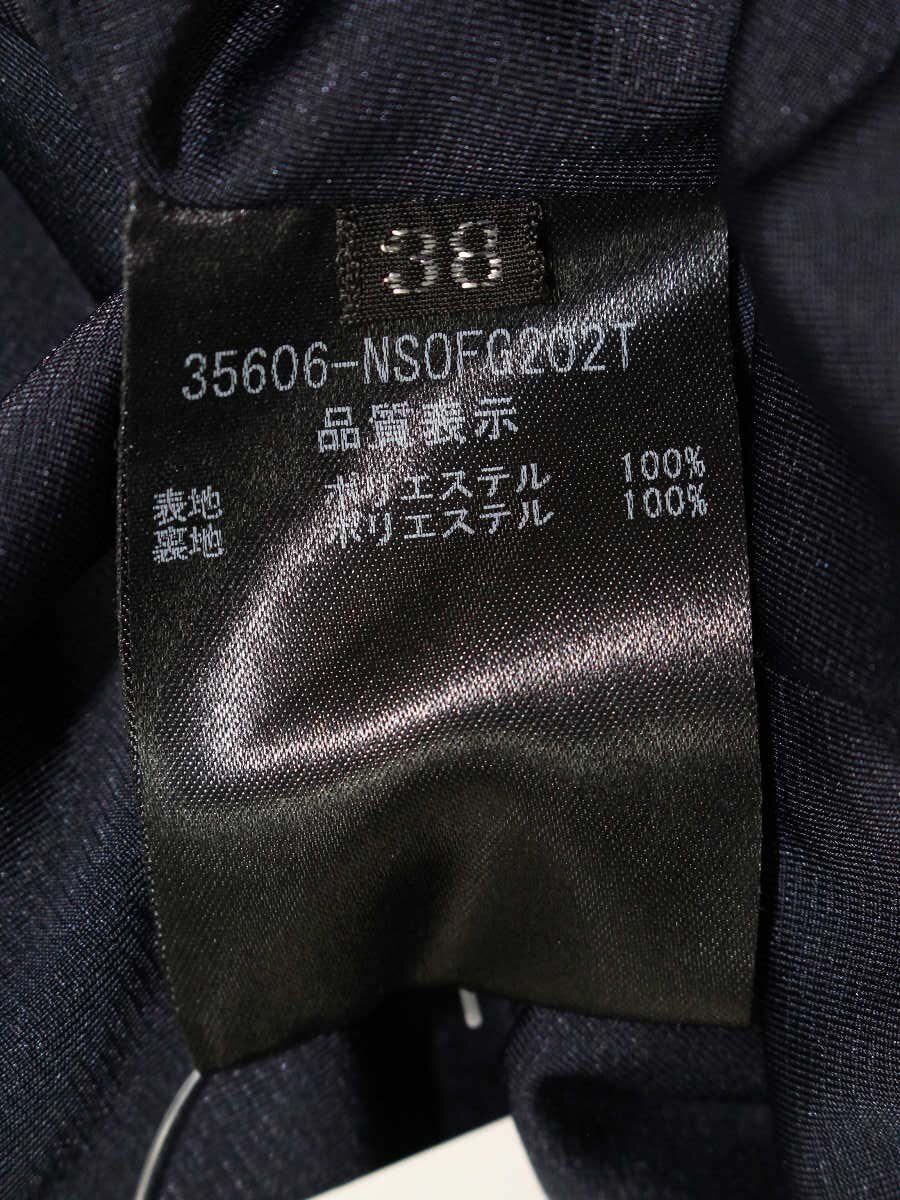 38
35606-NSOFG202T
品質表示
表地 ポリエステル 100%
裏地 ポリエステル 100%